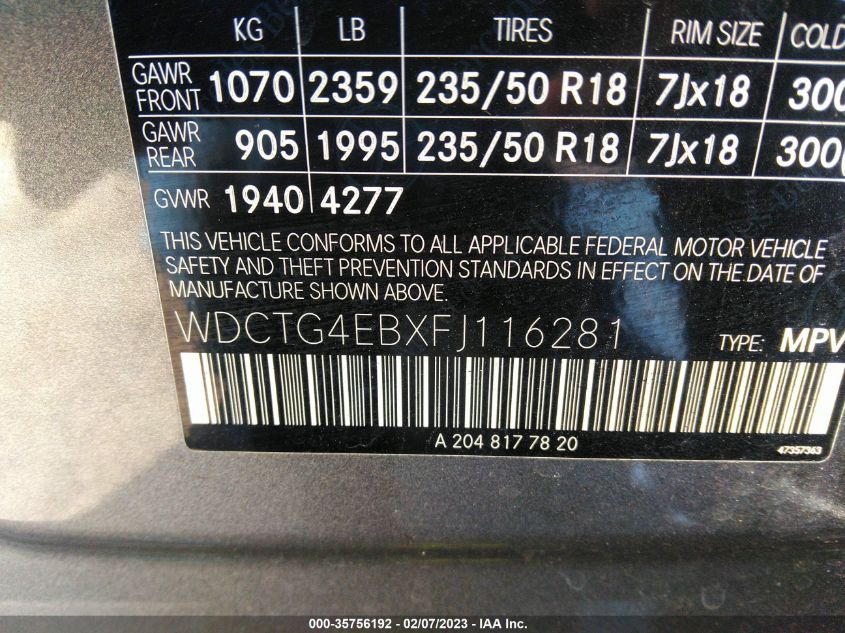 KG LB TIRES RIM SIZE COLD
GAWR FRONT 1070 2359 235/50 R18 7Jx18 300
GAWR REAR 905 1995 235/50 R18 7Jx18 300
GVWR 1940 4277
THIS VEHICLE CONFORMS TO ALL APPLICABLE FEDERAL MOTOR VEHICLE
SAFETY AND THEFT PREVENTION STANDARDS IN EFFECT ON THE DATE OF
MANUFACTURE SHOWN ABOVE.
WDCTG4EBXFJ116281 TYPE: MPV
A 204 817 78 20 47357363
000-35756192 - 02/07/2023 - © IAA Inc.